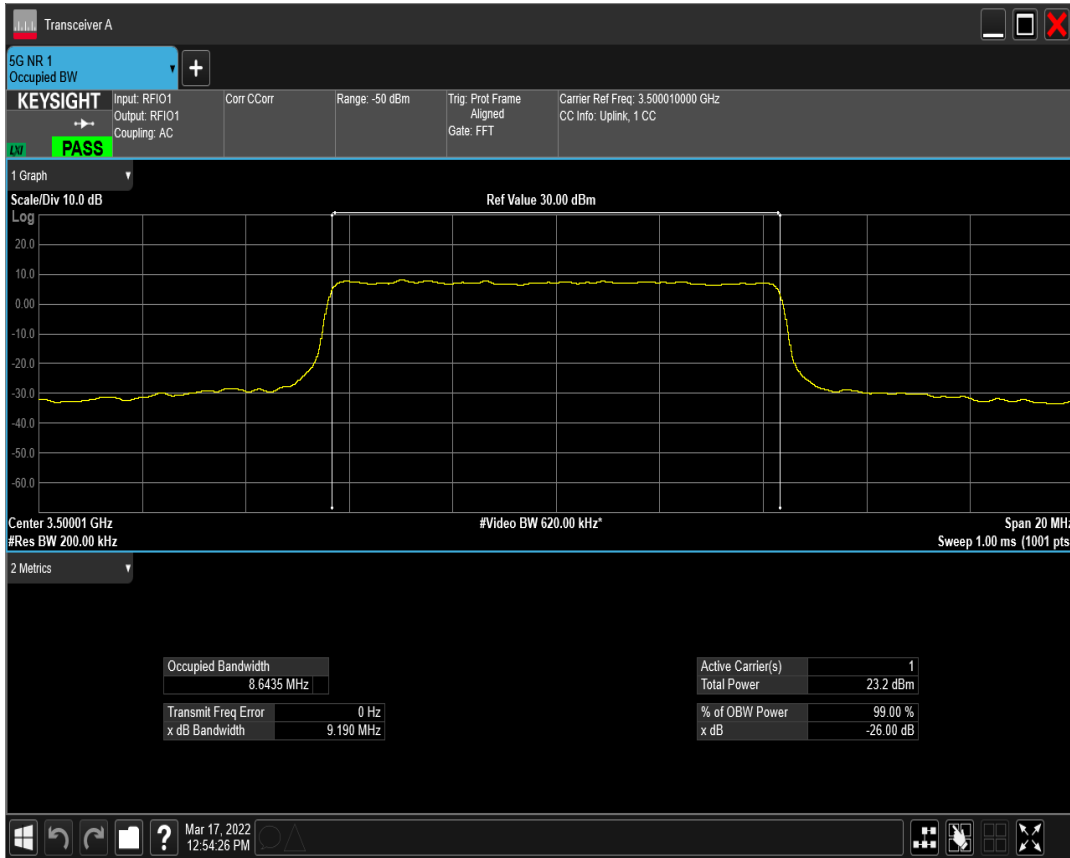 Transceiver A
5G NR 1
Occupied BW
KEYSIGHT
LXI
PASS
Input: RFIO1
Output: RFIO1
Coupling: AC
Corr CCorr
Range: -50 dBm
Trig: Prot Frame
Aligned
Gate: FFT
Carrier Ref Freq: 3.500010000 GHz
CC Info: Uplink, 1 CC
1 Graph
Scale/Div 10.0 dB
Ref Value 30.00 dBm
Log
20.0
10.0
0.00
-10.0
-20.0
-30.0
-40.0
-50.0
-60.0
Center 3.50001 GHz
#Video BW 620.00 kHz*
Span 20 MHz
#Res BW 200.00 kHz
Sweep 1.00 ms (1001 pts
2 Metrics
Occupied Bandwidth
8.6435 MHz
Transmit Freq Error 0 Hz
x dB Bandwidth 9.190 MHz
Active Carrier(s) 1
Total Power 23.2 dBm
% of OBW Power 99.00 %
x dB -26.00 dB
?
Mar 17, 2022
12:54:26 PM